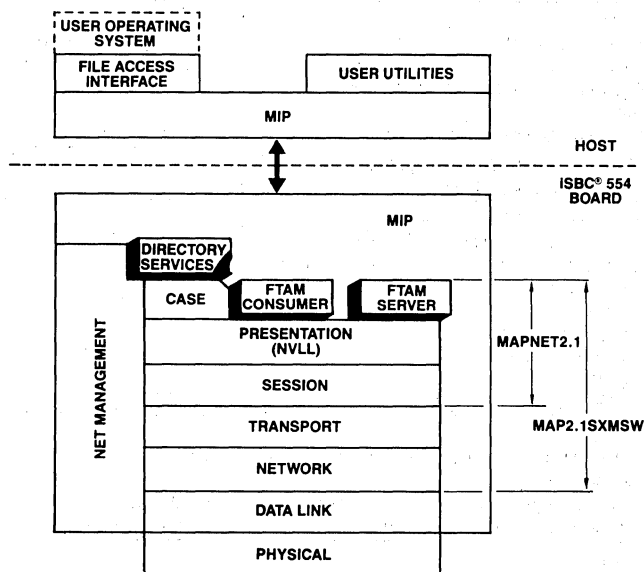 USER OPERATING
SYSTEM
FILE ACCESS
INTERFACE
USER UTILITIES
MIP
HOST
iSBC® 554
BOARD
MIP
DIRECTORY
SERVICES
CASE
FTAM
CONSUMER
FTAM
SERVER
NET MANAGEMENT
PRESENTATION
(NVLL)
MAPNET2.1
SESSION
TRANSPORT
MAP2.1SXMSW
NETWORK
DATA LINK
PHYSICAL